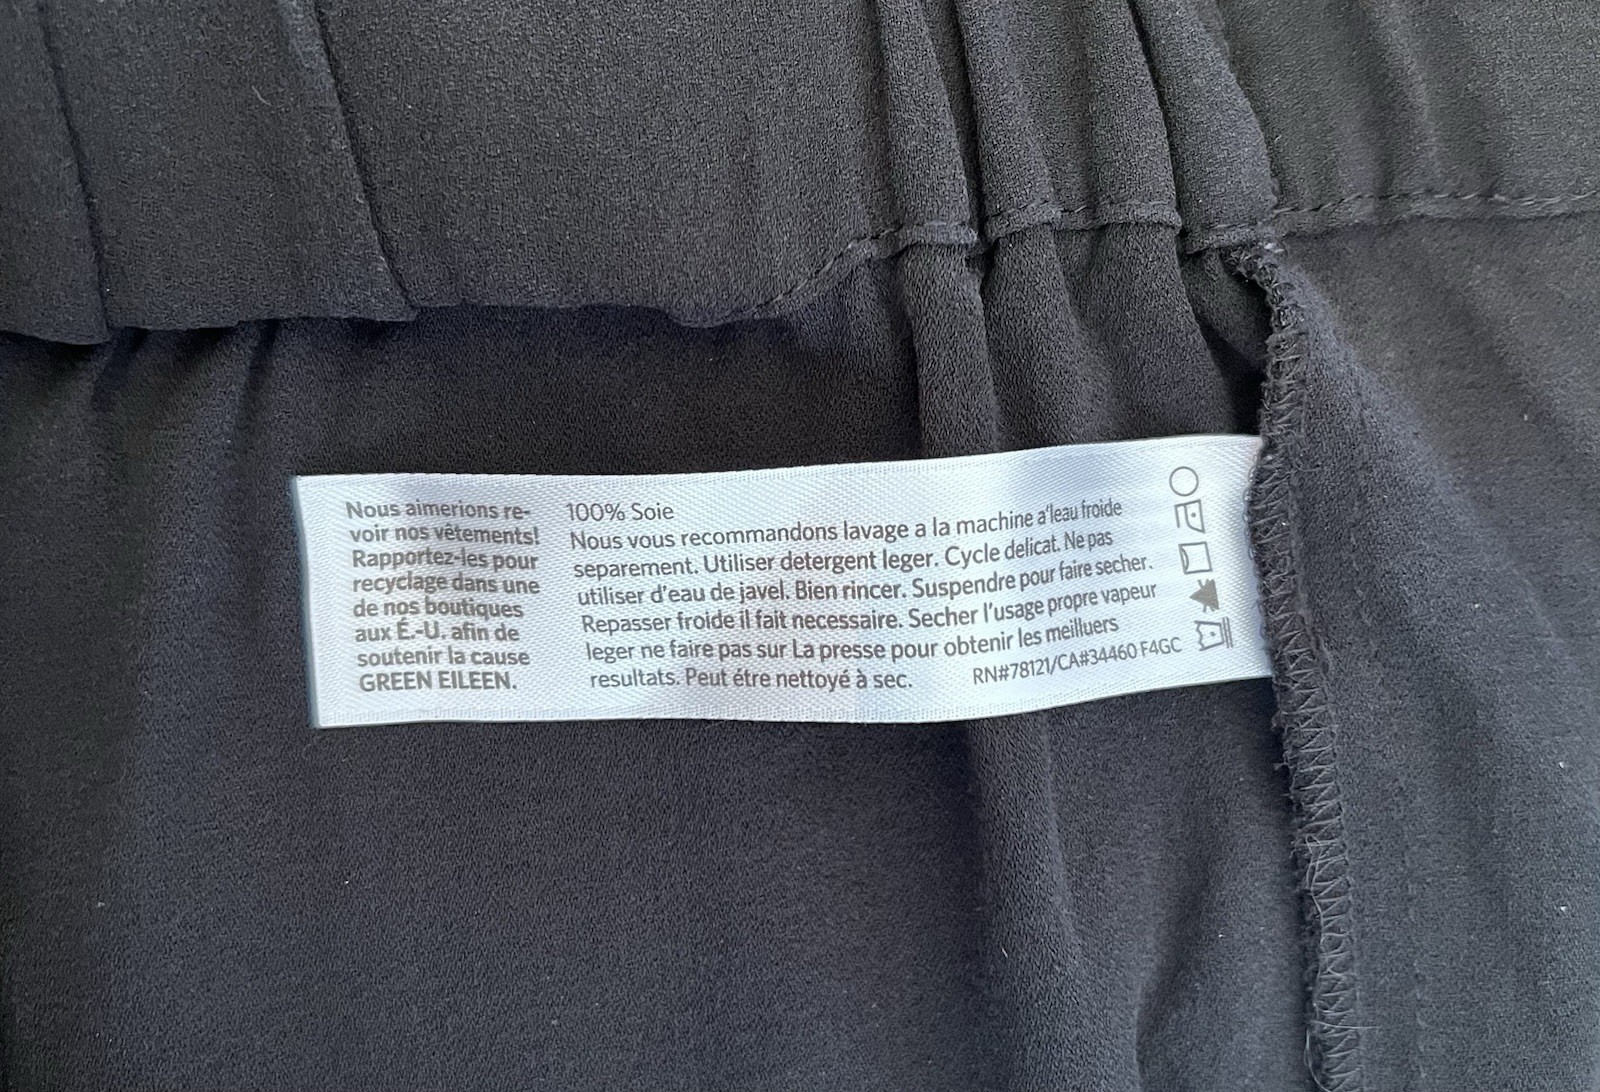 Nous aimerions re-
voir nos vêtements!
Rapportez-les pour
recyclage dans une
de nos boutiques
aux É.-U. afin de
soutenir la cause
GREEN EILEEN.
100% Soie
Nous vous recommandons lavage a la machine a'leau froide
separement. Utiliser detergent leger. Cycle delicat. Ne pas
utiliser d'eau de javel. Bien rincer. Suspendre pour faire secher.
Repasser froide il fait necessaire. Secher l'usage propre vapeur
leger ne faire pas sur La presse pour obtenir les meilluers
resultats. Peut étre nettoyé à sec.
RN#78121/CA#34460 F4GC